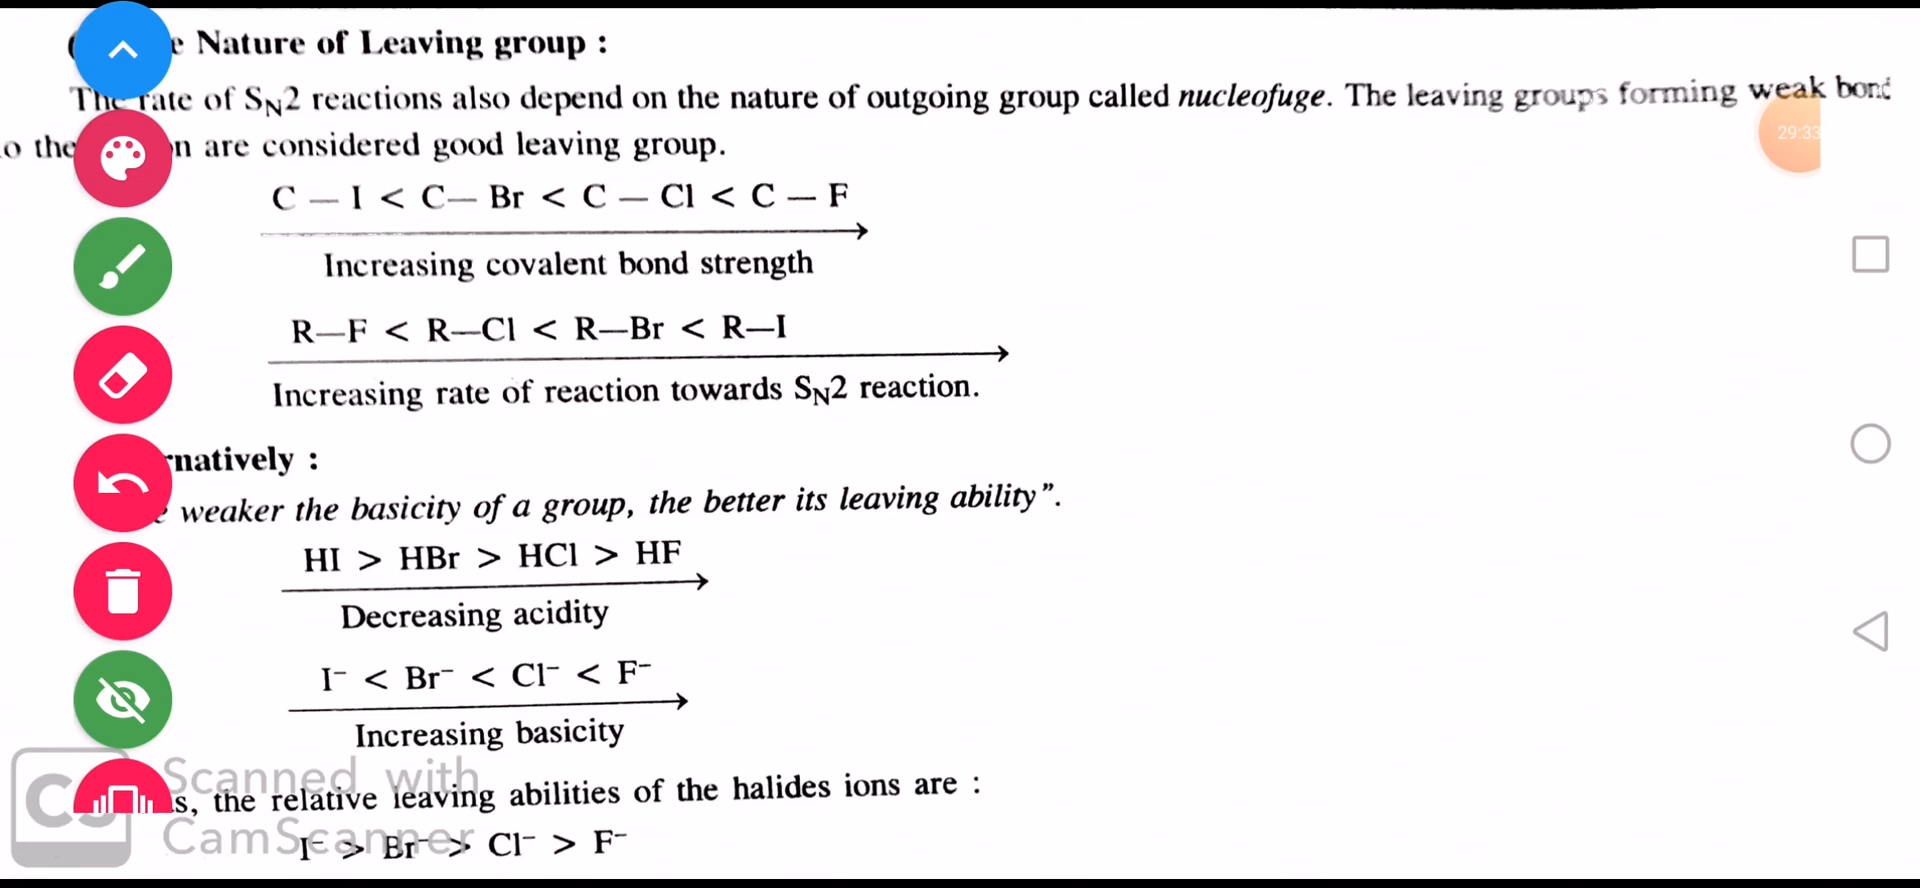 Nature of Leaving group :
The rate of SN2 reactions also depend on the nature of outgoing group called nucleofuge. The leaving groups forming weak bond
the are considered good leaving group.
C — I < C — Br < C — Cl < C — F
Increasing covalent bond strength
R—F < R—Cl < R—Br < R—I
Increasing rate of reaction towards SN2 reaction.
rnatively :
weaker the basicity of a group, the better its leaving ability".
HI > HBr > HCl > HF
Decreasing acidity
I⁻ < Br⁻ < Cl⁻ < F⁻
Increasing basicity
s, the relative leaving abilities of the halides ions are :
I⁻ > Br⁻ > Cl⁻ > F⁻
29:33
CS
Scanned with
CamScanner